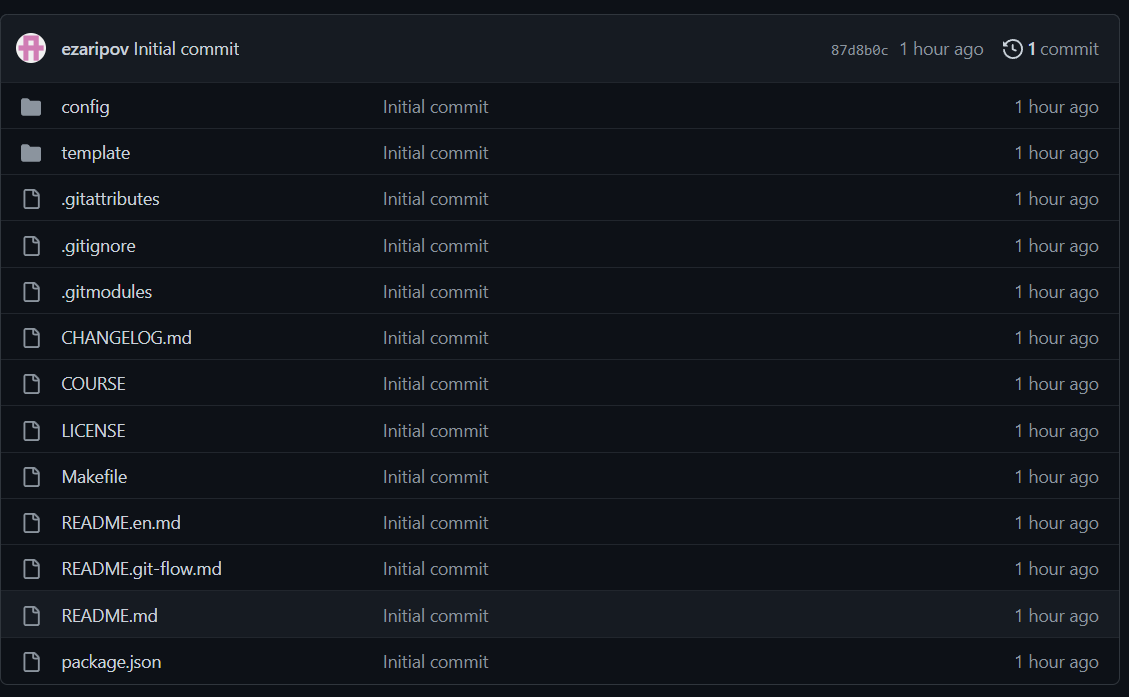 ezaripov Initial commit 87d8b0c 1 hour ago 1 commit
config Initial commit 1 hour ago
template Initial commit 1 hour ago
.gitattributes Initial commit 1 hour ago
.gitignore Initial commit 1 hour ago
.gitmodules Initial commit 1 hour ago
CHANGELOG.md Initial commit 1 hour ago
COURSE Initial commit 1 hour ago
LICENSE Initial commit 1 hour ago
Makefile Initial commit 1 hour ago
README.en.md Initial commit 1 hour ago
README.git-flow.md Initial commit 1 hour ago
README.md Initial commit 1 hour ago
package.json Initial commit 1 hour ago